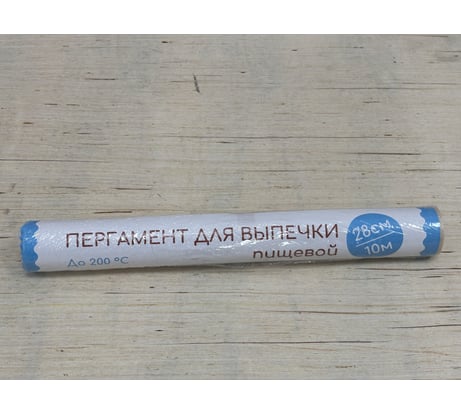 ПЕРГАМЕНТ ДЛЯ ВЫПЕЧКИ
пищевой
До 200 °С
28см
10м